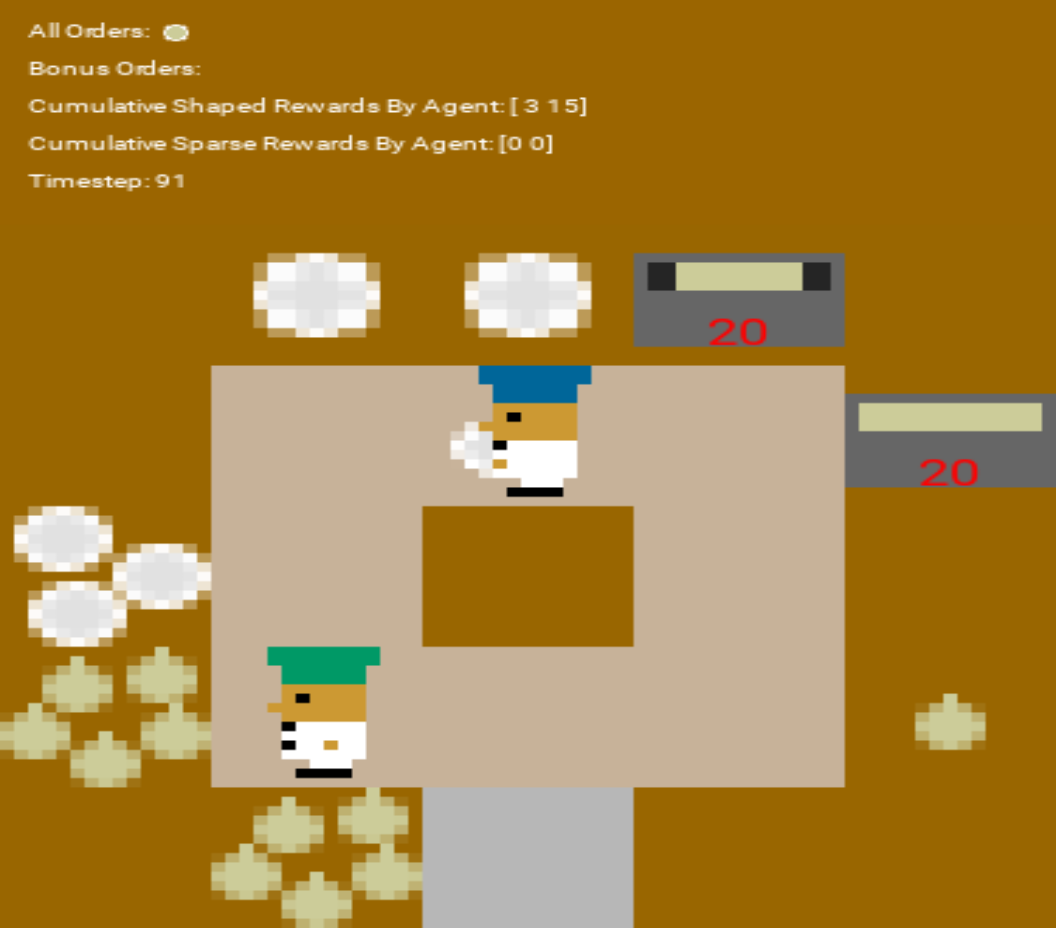 All Orders:
Bonus Orders:
Cumulative Shaped Rewards By Agent: [ 3 15]
Cumulative Sparse Rewards By Agent: [0 0]
Timestep: 91
20
20